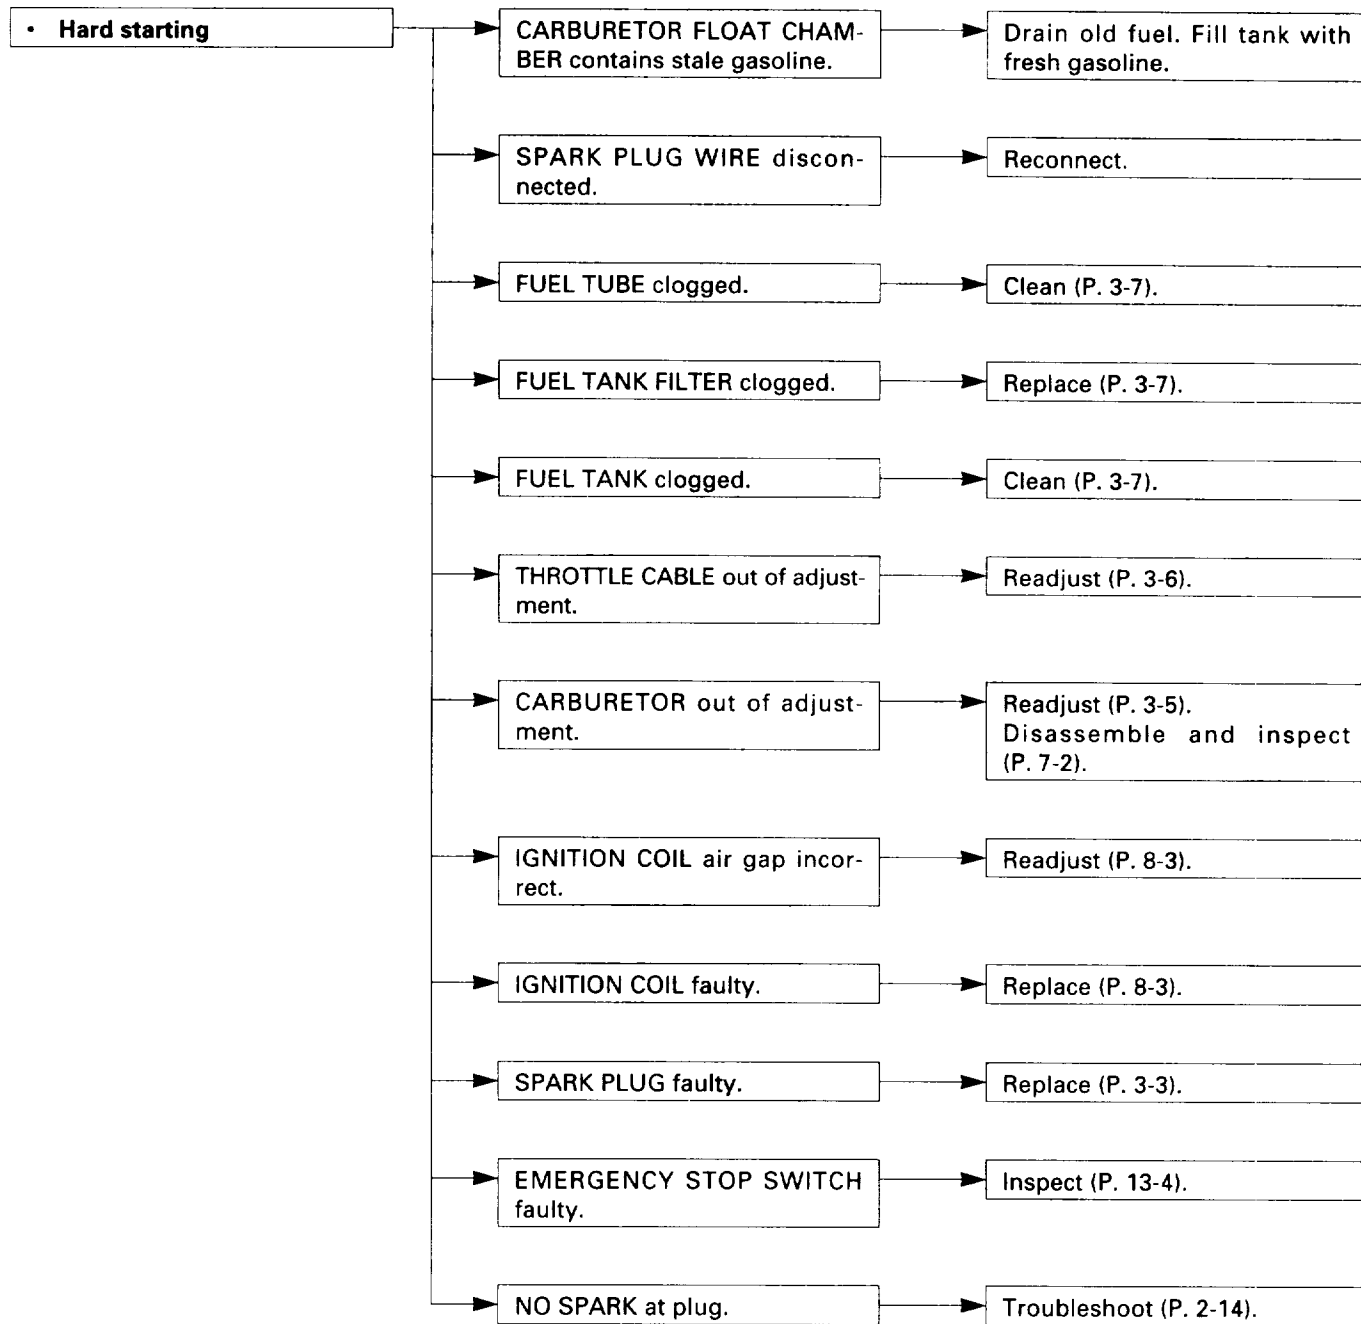 • Hard starting
CARBURETOR FLOAT CHAM-
BER contains stale gasoline.
Drain old fuel. Fill tank with
fresh gasoline.
SPARK PLUG WIRE discon-
nected.
Reconnect.
FUEL TUBE clogged.
Clean (P. 3-7).
FUEL TANK FILTER clogged.
Replace (P. 3-7).
FUEL TANK clogged.
Clean (P. 3-7).
THROTTLE CABLE out of adjust-
ment.
Readjust (P. 3-6).
CARBURETOR out of adjust-
ment.
Readjust (P. 3-5).
Disassemble and inspect
(P. 7-2).
IGNITION COIL air gap incor-
rect.
Readjust (P. 8-3).
IGNITION COIL faulty.
Replace (P. 8-3).
SPARK PLUG faulty.
Replace (P. 3-3).
EMERGENCY STOP SWITCH
faulty.
Inspect (P. 13-4).
NO SPARK at plug.
Troubleshoot (P. 2-14).